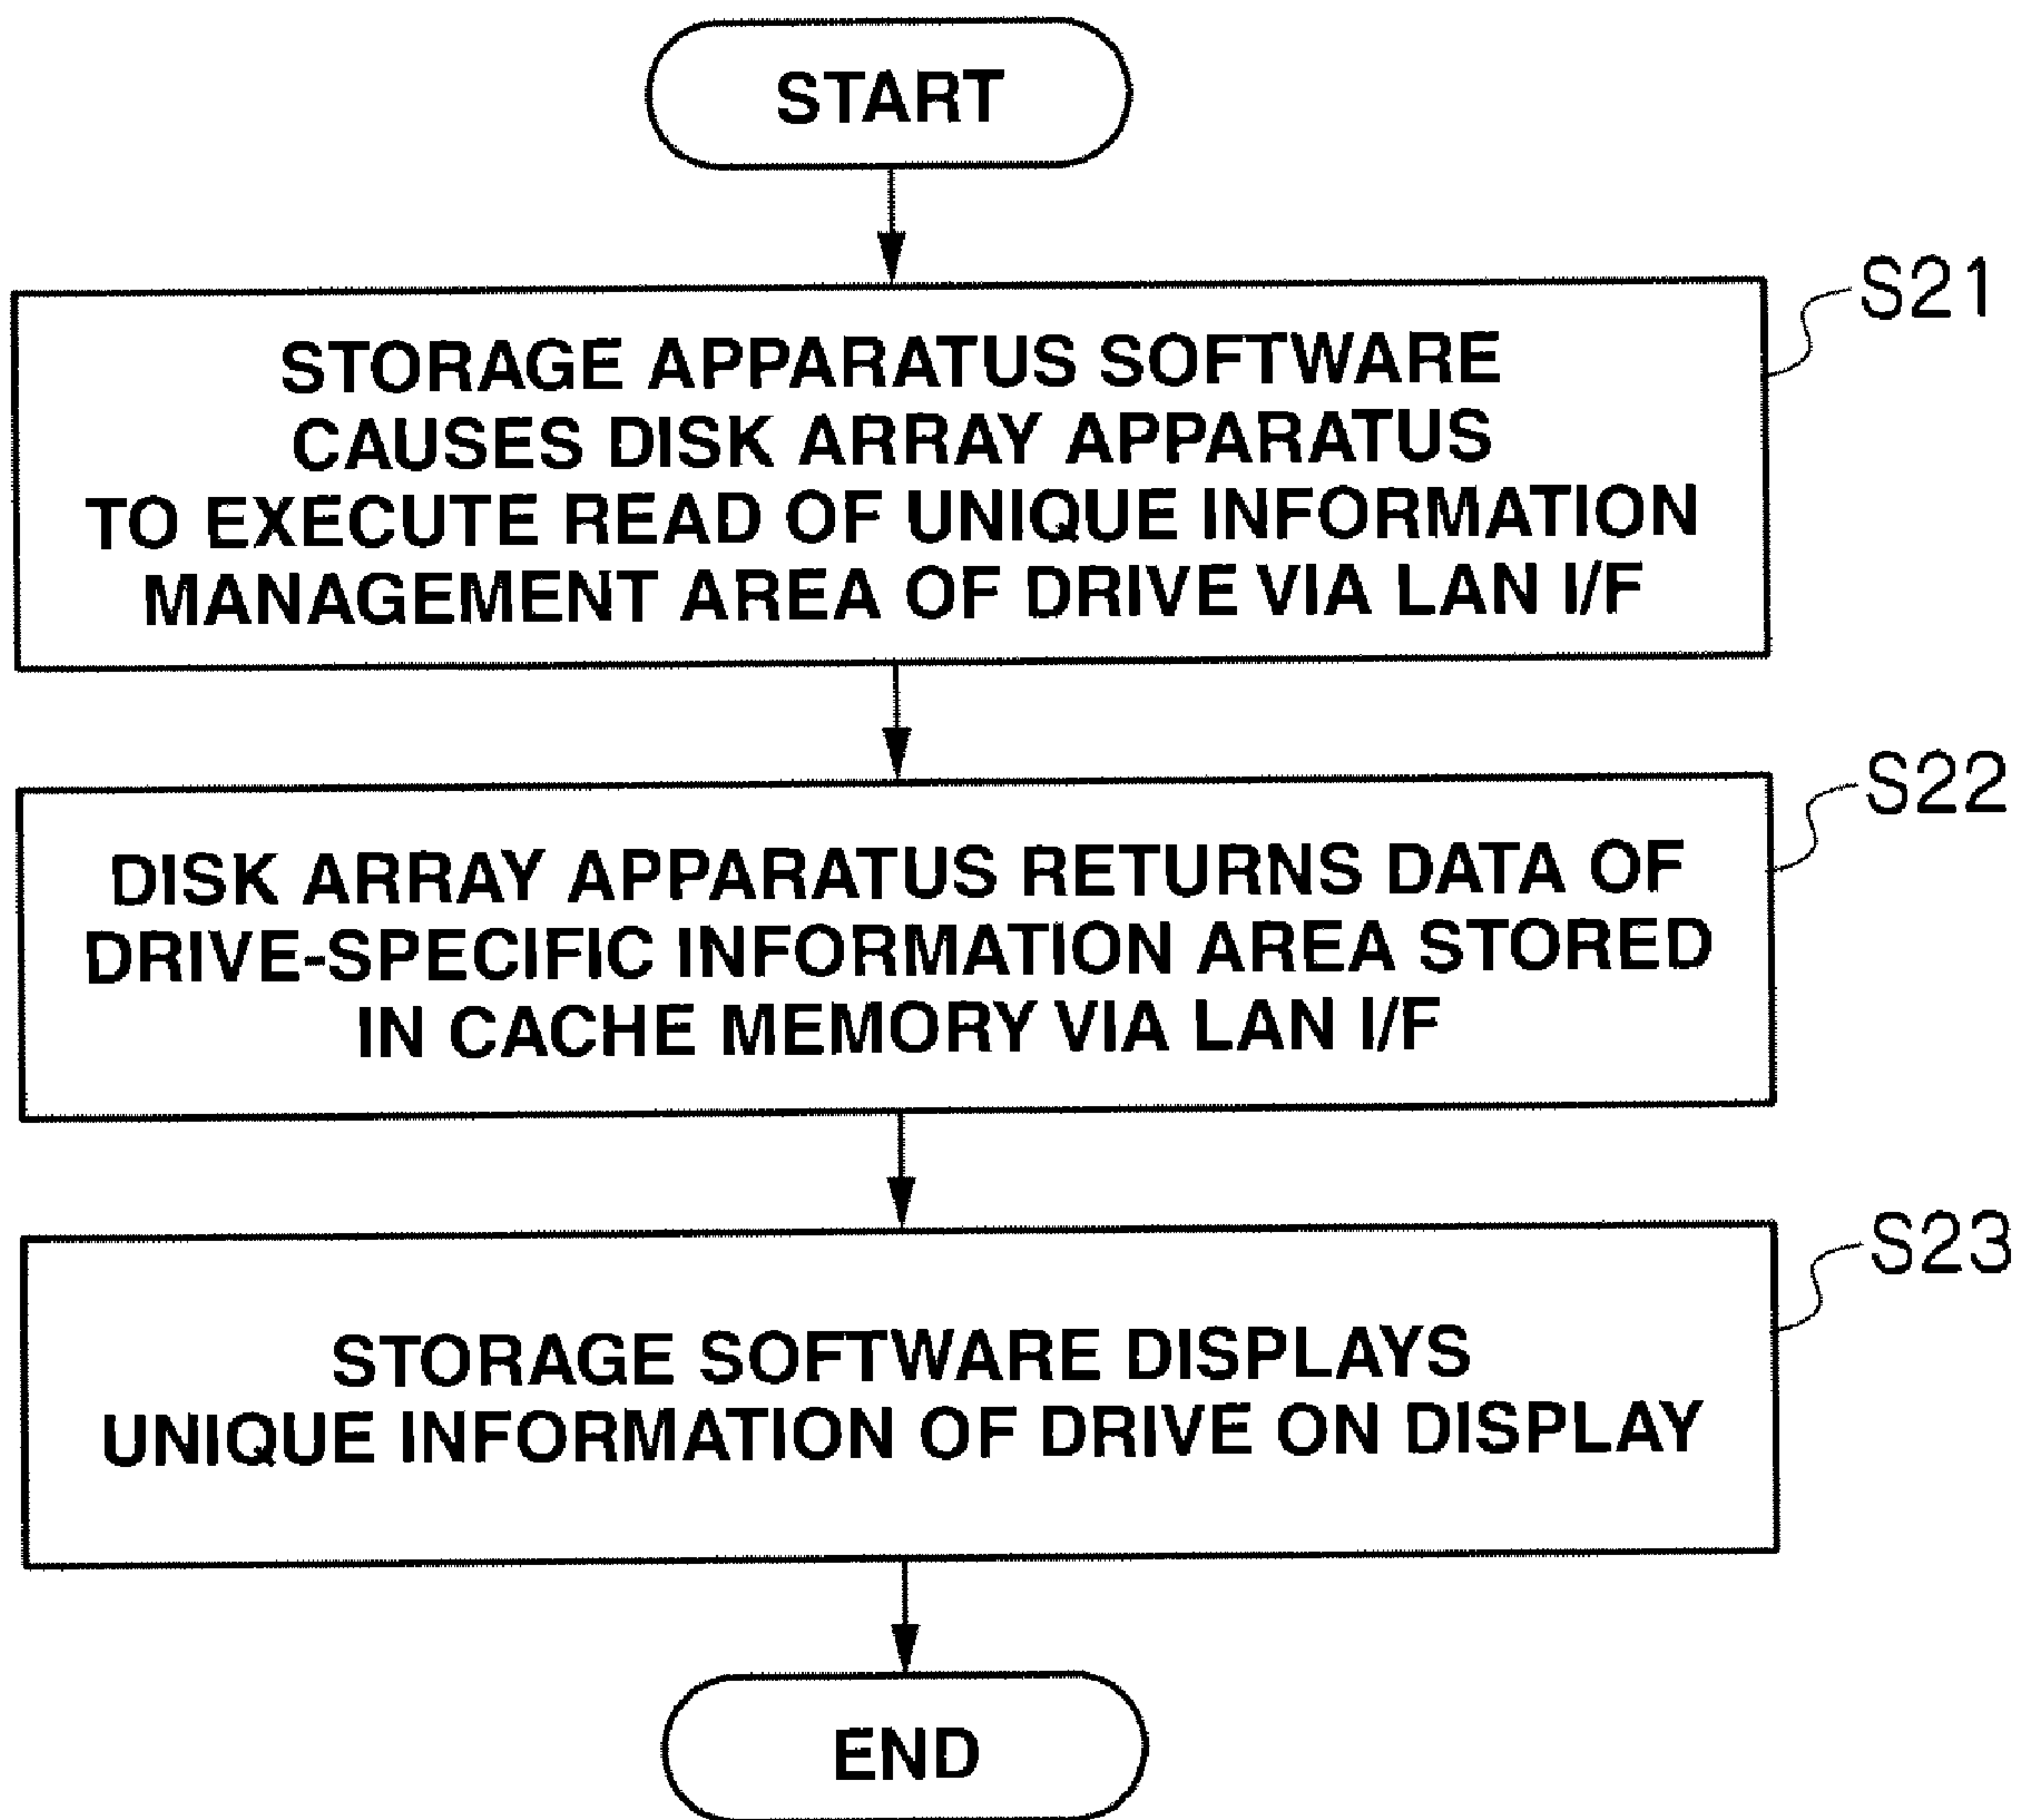 START
S21
STORAGE APPARATUS SOFTWARE
CAUSES DISK ARRAY APPARATUS
TO EXECUTE READ OF UNIQUE INFORMATION
MANAGEMENT AREA OF DRIVE VIA LAN I/F
S22
DISK ARRAY APPARATUS RETURNS DATA OF
DRIVE-SPECIFIC INFORMATION AREA STORED
IN CACHE MEMORY VIA LAN I/F
S23
STORAGE SOFTWARE DISPLAYS
UNIQUE INFORMATION OF DRIVE ON DISPLAY
END